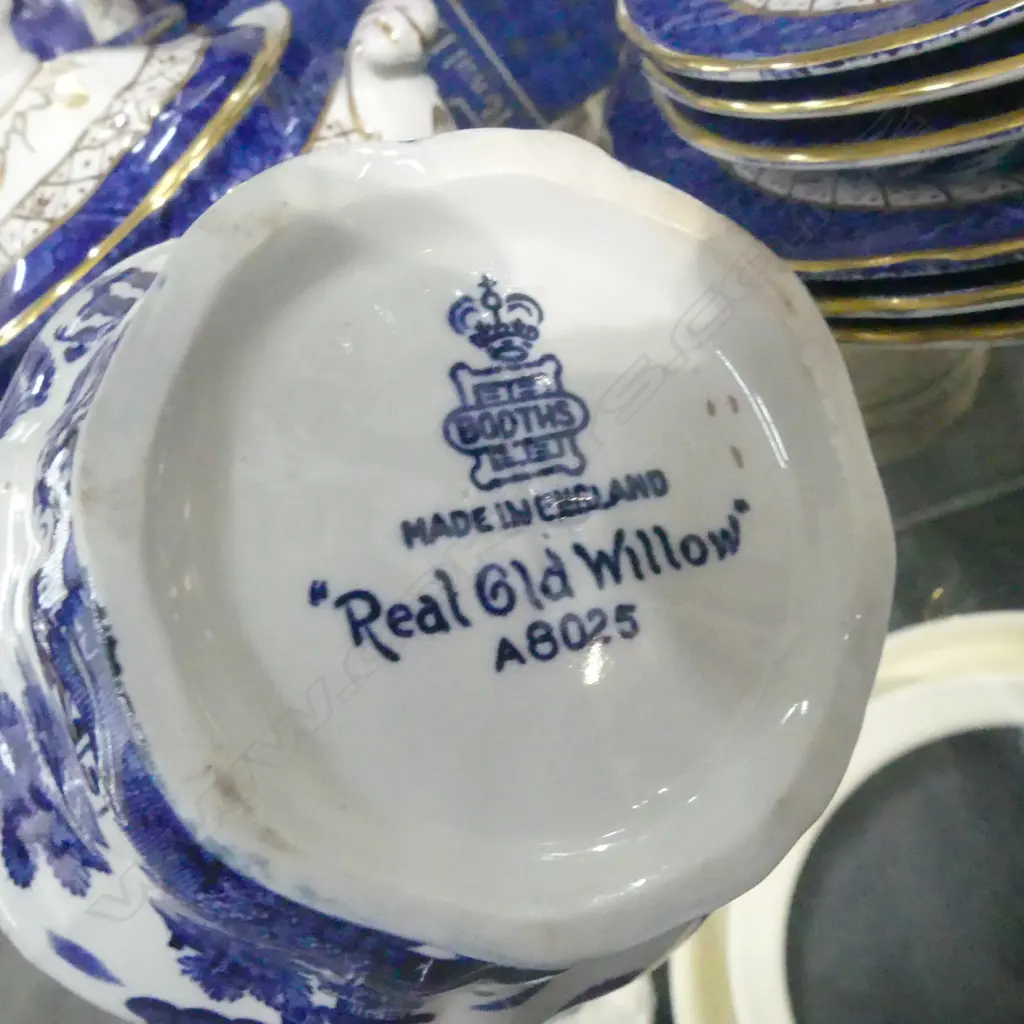 BOOTHS
MADE IN ENGLAND
"Real Old Willow"
A8025